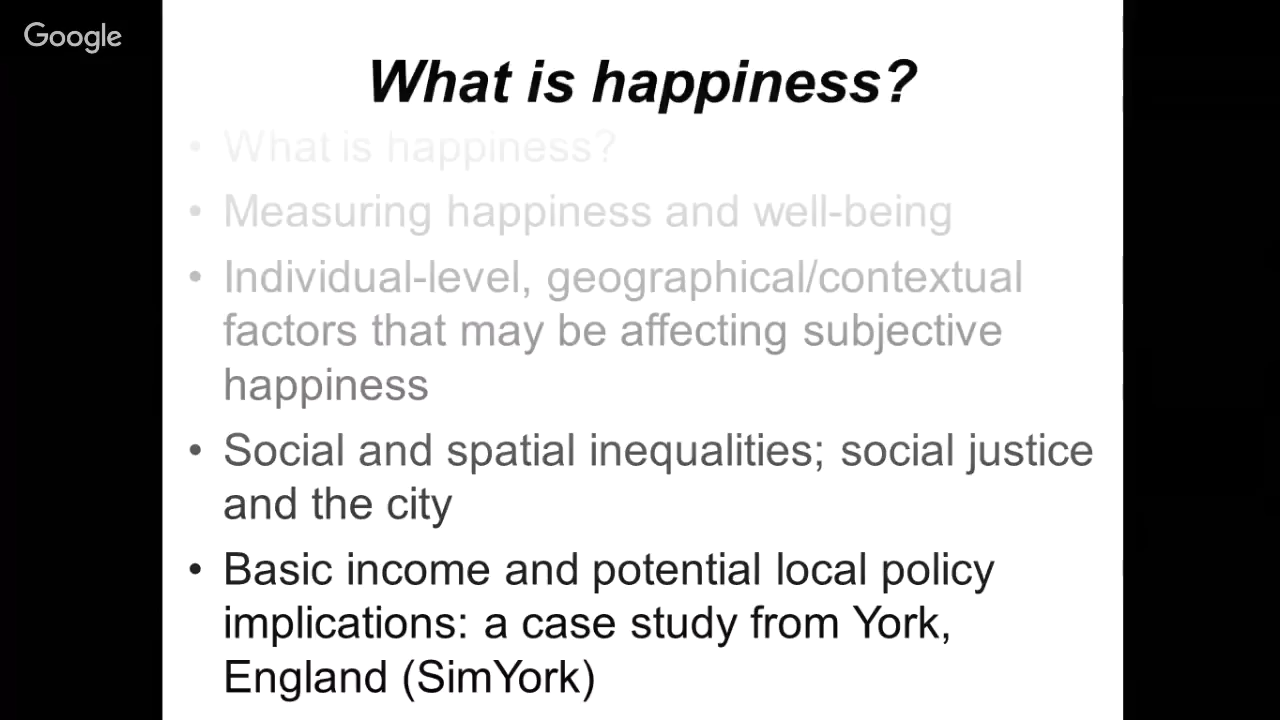 Google
What is happiness?
• What is happiness?
• Measuring happiness and well-being
• Individual-level, geographical/contextual
factors that may be affecting subjective
happiness
• Social and spatial inequalities; social justice
and the city
• Basic income and potential local policy
implications: a case study from York,
England (SimYork)